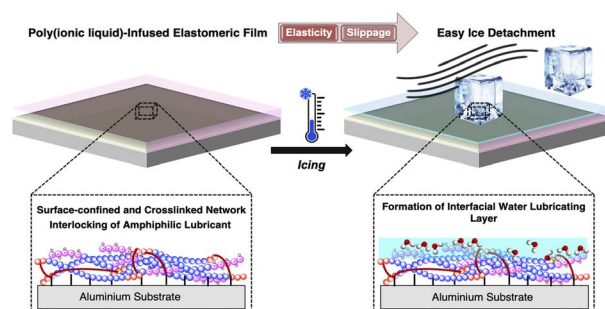 Poly(ionic liquid)-Infused Elastomeric Film
Elasticity
Slippage
Easy Ice Detachment
Icing
Surface-confined and Crosslinked Network
Interlocking of Amphiphilic Lubricant
Aluminium Substrate
Formation of Interfacial Water Lubricating
Layer
Aluminium Substrate